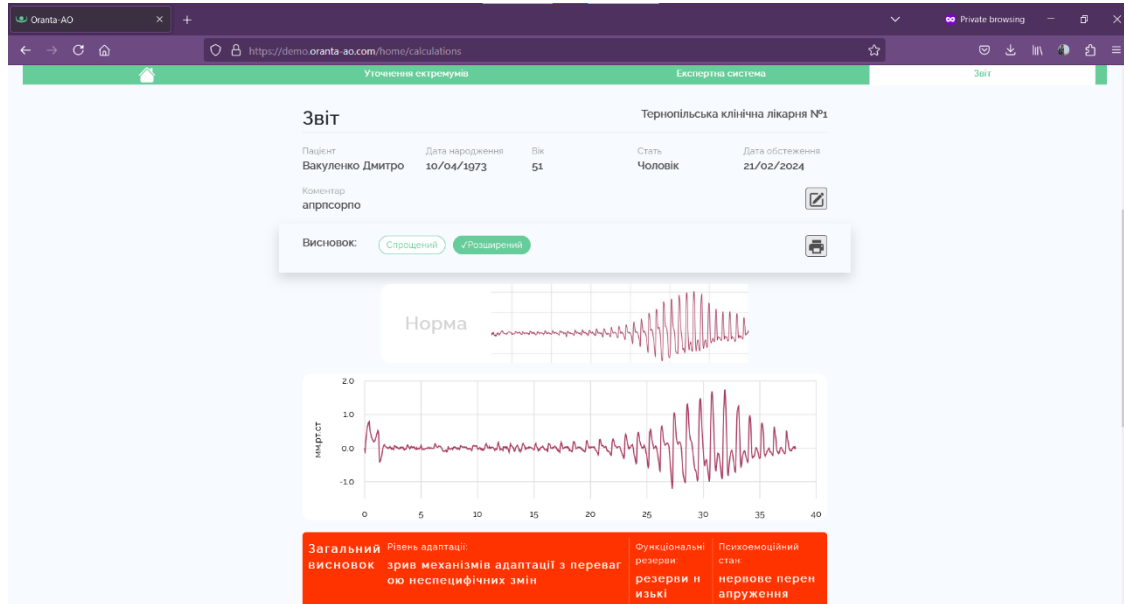 Oranta-AO
Private browsing
https://demo.oranta-ao.com/home/calculations
Уточнення ектремумів Експертна система Звіт
Звіт Тернопільська клінічна лікарня №1
Пацієнт Дата народження Вік Стать Дата обстеження
Вакуленко Дмитро 10/04/1973 51 Чоловік 21/02/2024
Коментар
апрпсорпо
Висновок: Спрощений ✓Розширений
Норма
2.0
1.0
0.0
-1.0
мм.рт.ст
0 5 10 15 20 25 30 35 40
Загальний Рівень адаптації: Функціональні Психоемоційний
висновок зрив механізмів адаптації з переваг резерви: стан:
ою неспецифічних змін резерви н нервове перен
изькі апруження